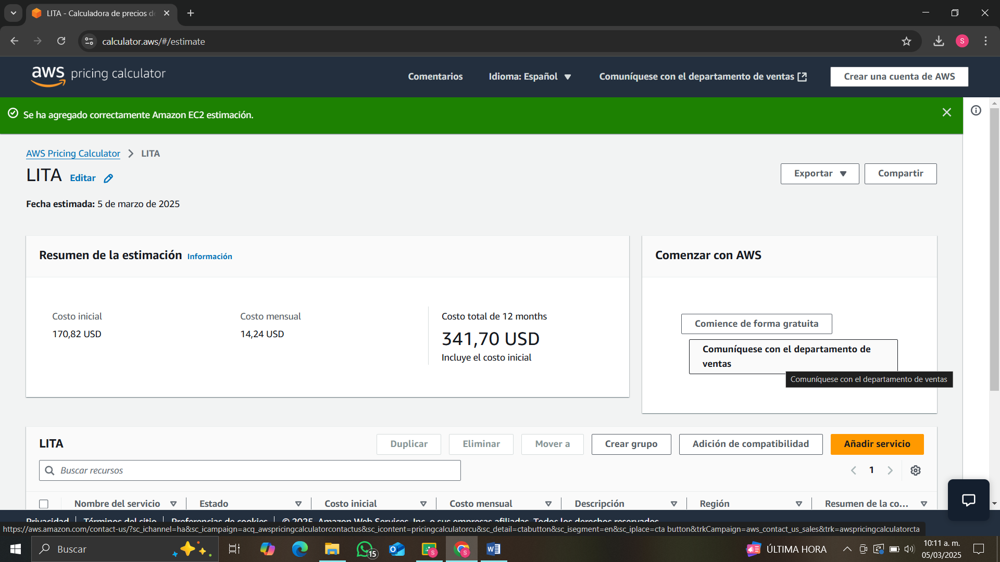 LITA - Calculadora de precios de
calculator.aws/#/estimate
S
aws pricing calculator
Comentarios
Idioma: Español
Comuníquese con el departamento de ventas
Crear una cuenta de AWS
Se ha agregado correctamente Amazon EC2 estimación.
AWS Pricing Calculator > LITA
LITA Editar
Exportar
Compartir
Fecha estimada: 5 de marzo de 2025
Resumen de la estimación Información
Costo inicial
170,82 USD
Costo mensual
14,24 USD
Costo total de 12 months
341,70 USD
Incluye el costo inicial
Comenzar con AWS
Comience de forma gratuita
Comuníquese con el departamento de
ventas
Comuníquese con el departamento de ventas
LITA
Duplicar
Eliminar
Mover a
Crear grupo
Adición de compatibilidad
Añadir servicio
Buscar recursos
1
Nombre del servicio
Estado
Costo inicial
Costo mensual
Descripción
Región
Resumen de la co...
Privacidad | Términos del sitio | Preferencias de cookies | © 2025, Amazon Web Services, Inc. o sus empresas afiliadas. Todos los derechos reservados.
https://aws.amazon.com/contact-us/?sc_ichannel=ha&sc_icampaign=acq_awspricingcalculatorcontactus&sc_icontent=pricingcalculatorcu&sc_detail=ctabutton&sc_isegment=en&sc_iplace=cta button&trkCampaign=aws_contact_us_sales&trk=awspricingcalculatorcta
Buscar
15
S
S
ÚLTIMA HORA
10:11 a. m.
05/03/2025